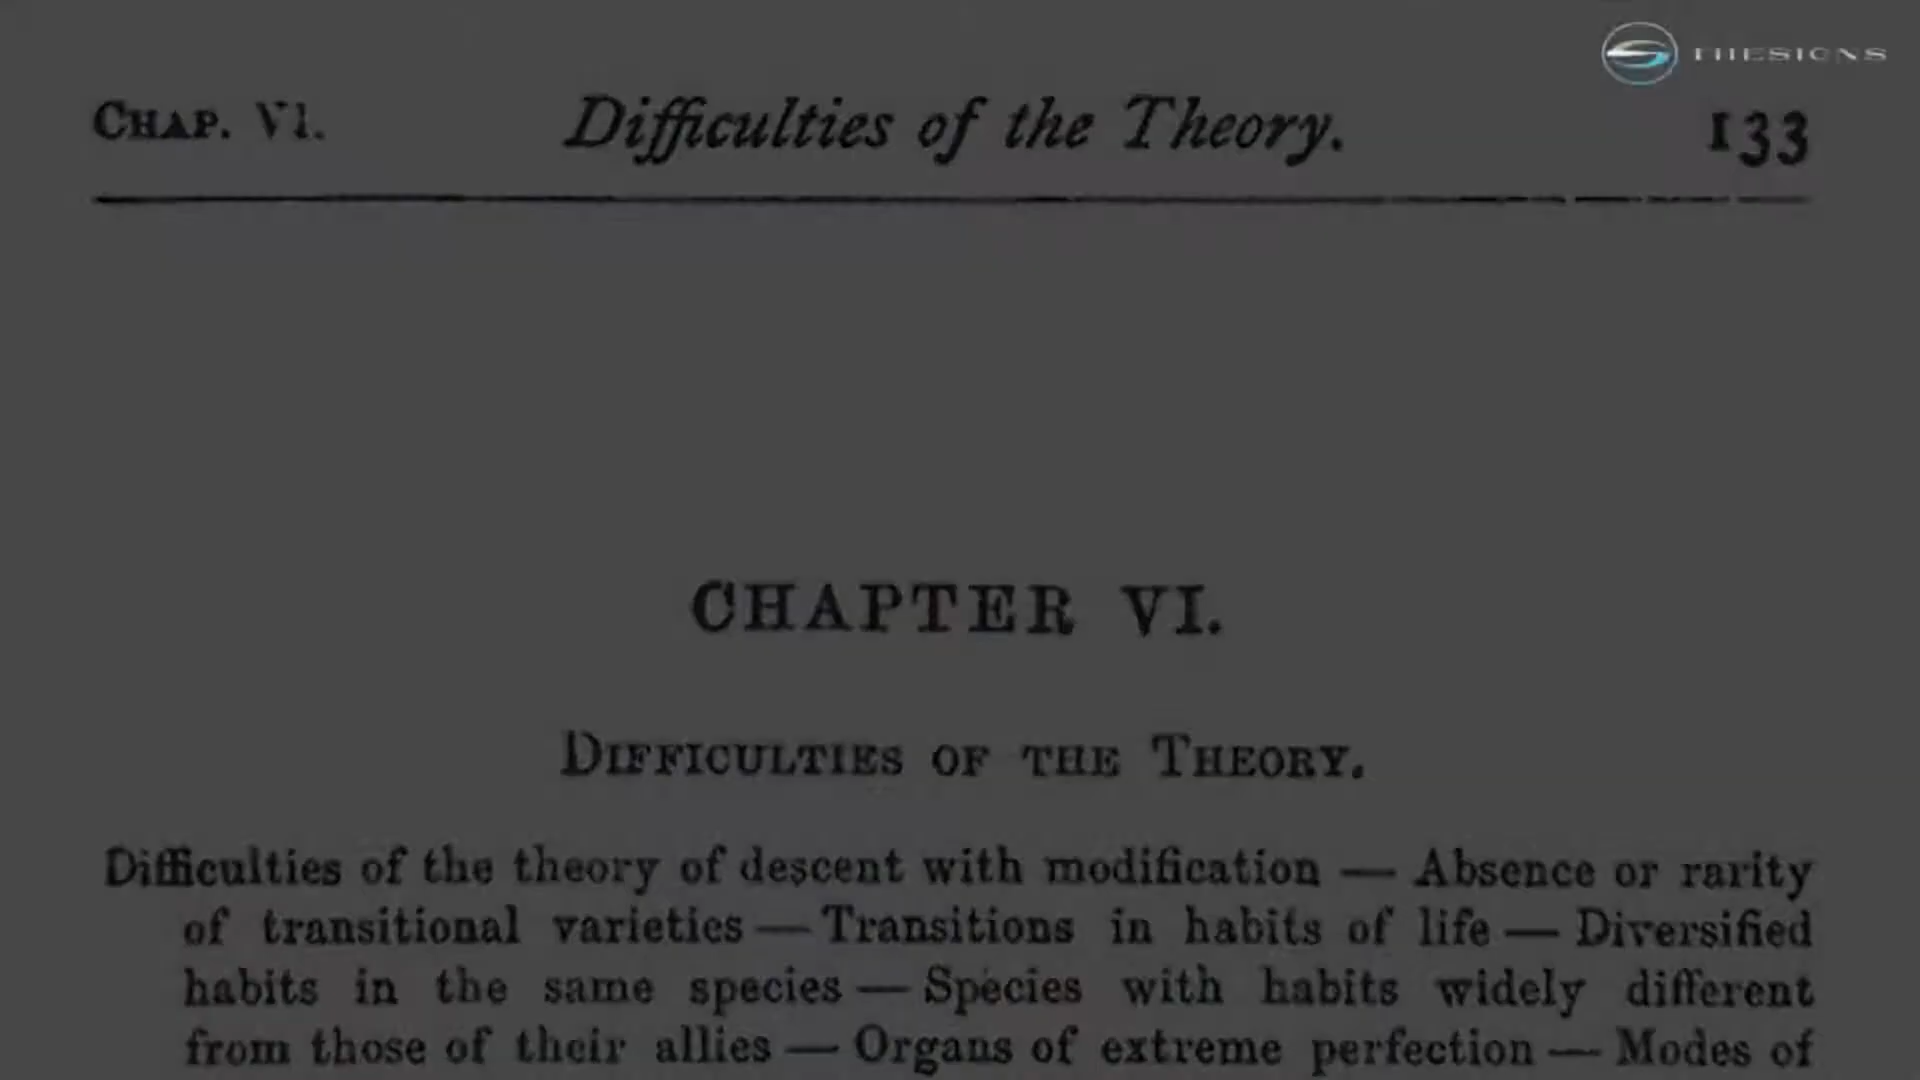 THESIGNS
CHAP. VI. Difficulties of the Theory. 133
CHAPTER VI.
DIFFICULTIES OF THE THEORY.
Difficulties of the theory of descent with modification — Absence or rarity
of transitional varieties — Transitions in habits of life — Diversified
habits in the same species — Species with habits widely different
from those of their allies — Organs of extreme perfection — Modes of